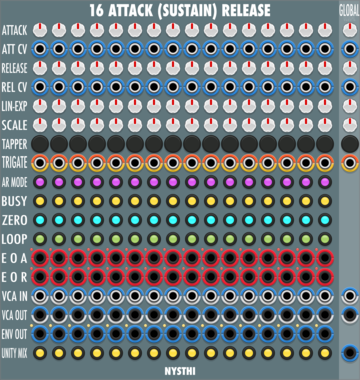 16 ATTACK (SUSTAIN) RELEASE
GLOBAL
ATTACK
ATT CV
RELEASE
REL CV
LIN-EXP
SCALE
TAPPER
TRIGATE
AR MODE
BUSY
ZERO
LOOP
E O A
E O R
VCA IN
VCA OUT
ENV OUT
UNITY MIX
NYSTHI